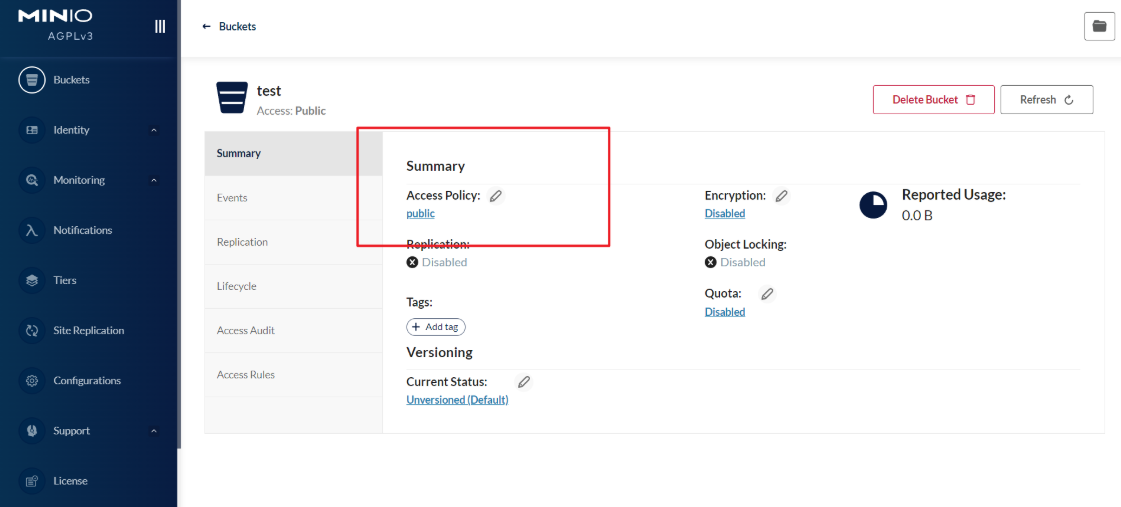 MINIO
AGPLv3
Buckets
Identity
Monitoring
Notifications
Tiers
Site Replication
Configurations
Support
License
← Buckets
test
Access: Public
Delete Bucket
Refresh
Summary
Events
Replication
Lifecycle
Access Audit
Access Rules
Summary
Access Policy:
public
Replication:
Disabled
Tags:
+ Add tag
Encryption:
Disabled
Object Locking:
Disabled
Quota:
Disabled
Reported Usage:
0.0 B
Versioning
Current Status:
Unversioned (Default)